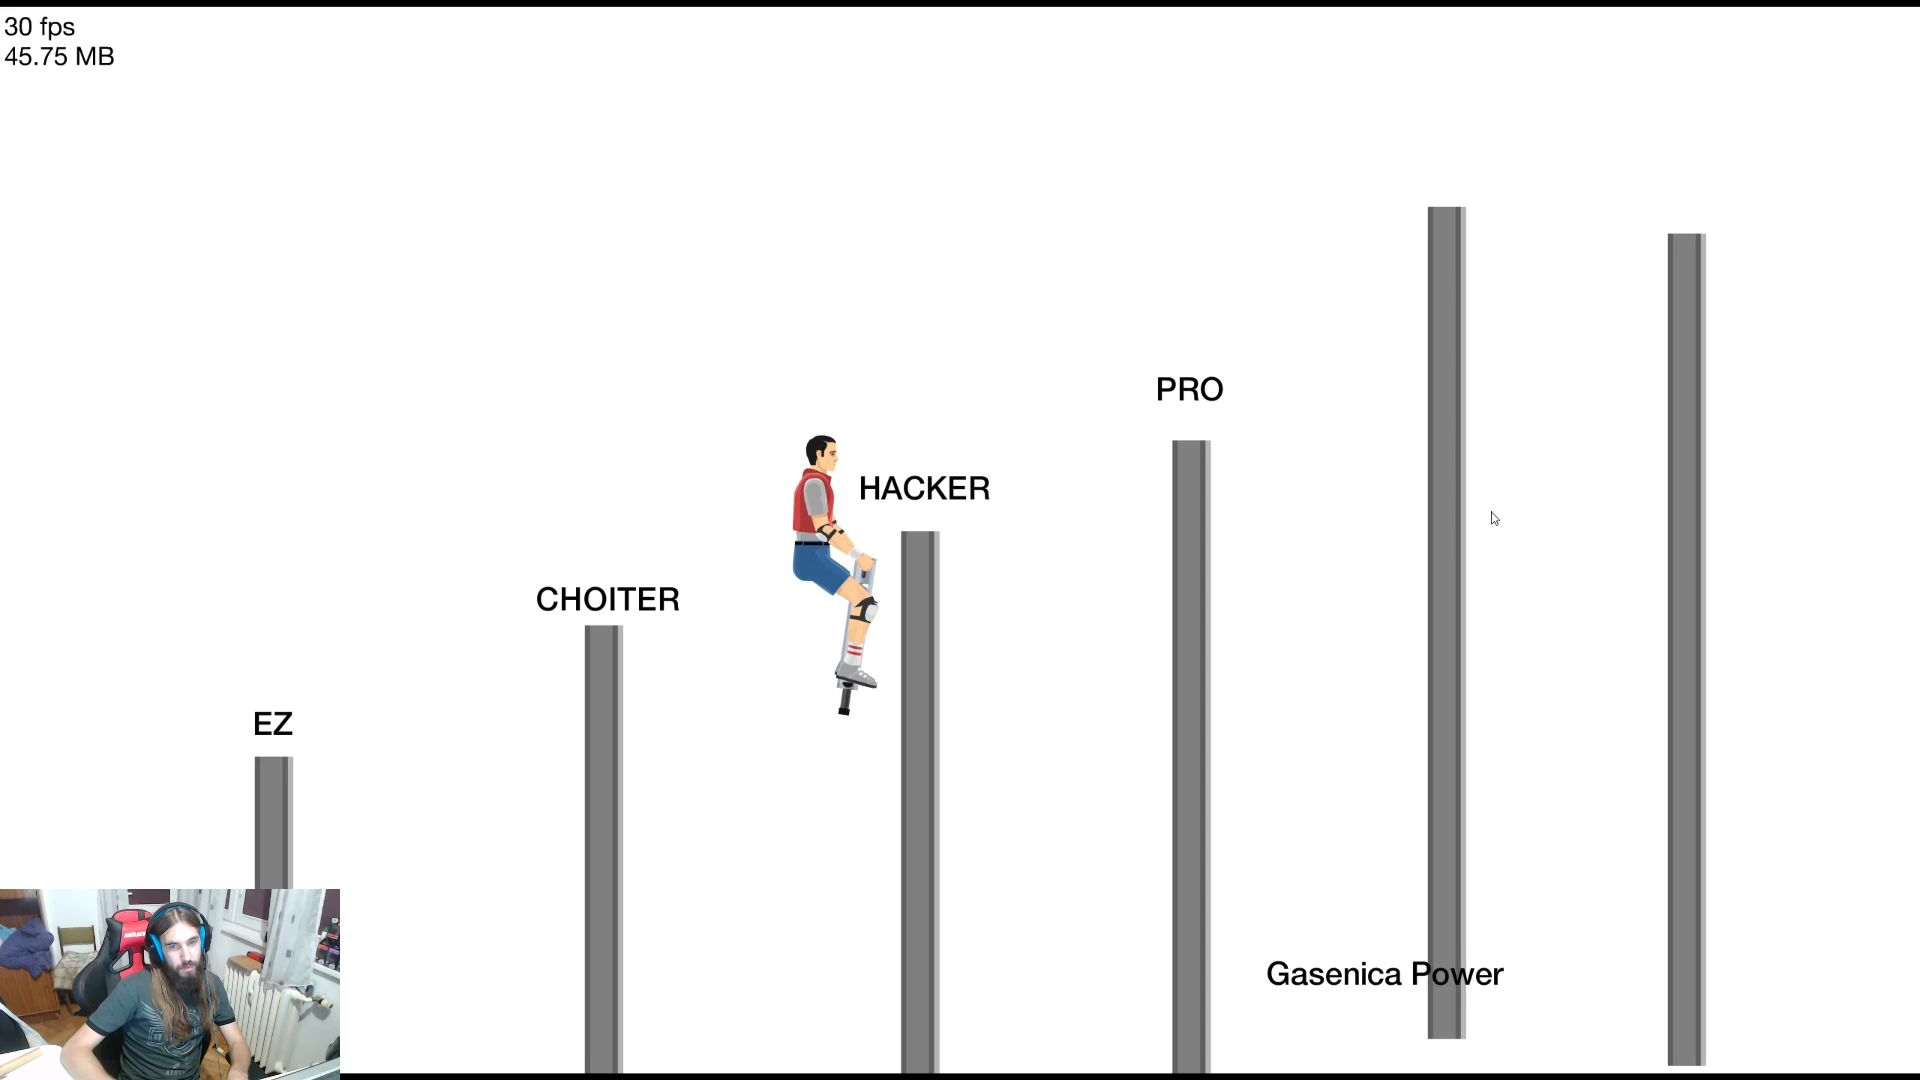 30 fps
45.75 MB
PRO
HACKER
CHOITER
EZ
Gasenica Power